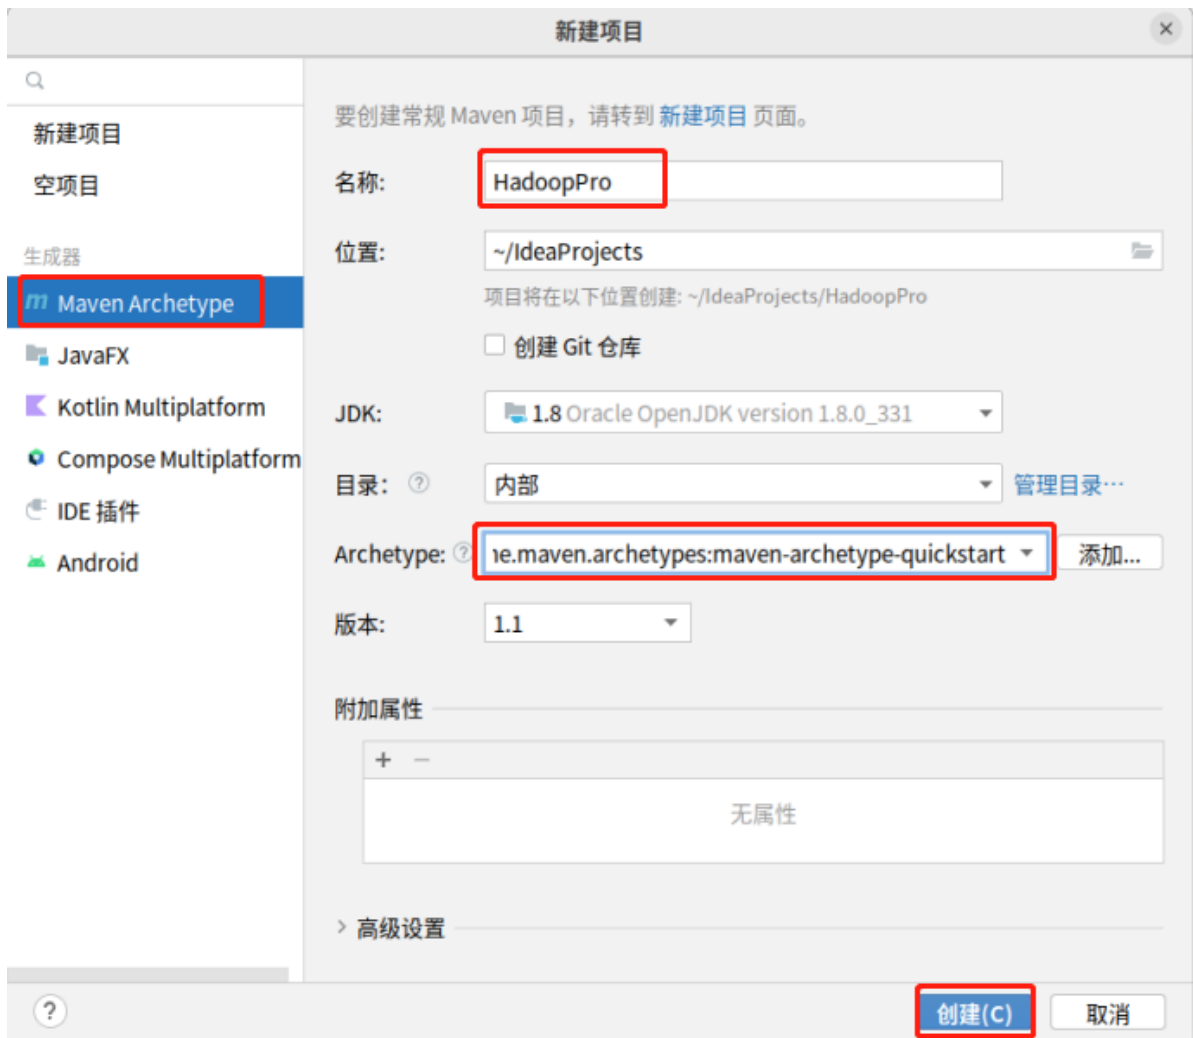 新建项目
新建项目
空项目
生成器
Maven Archetype
JavaFX
Kotlin Multiplatform
Compose Multiplatform
IDE 插件
Android
要创建常规 Maven 项目，请转到 新建项目 页面。
名称: HadoopPro
位置: ~/IdeaProjects
项目将在以下位置创建: ~/IdeaProjects/HadoopPro
创建 Git 仓库
JDK: 1.8 Oracle OpenJDK version 1.8.0_331
目录: ? 内部 管理目录…
Archetype: ? ne.maven.archetypes:maven-archetype-quickstart 添加...
版本: 1.1
附加属性
+ −
无属性
高级设置
? 创建(C) 取消